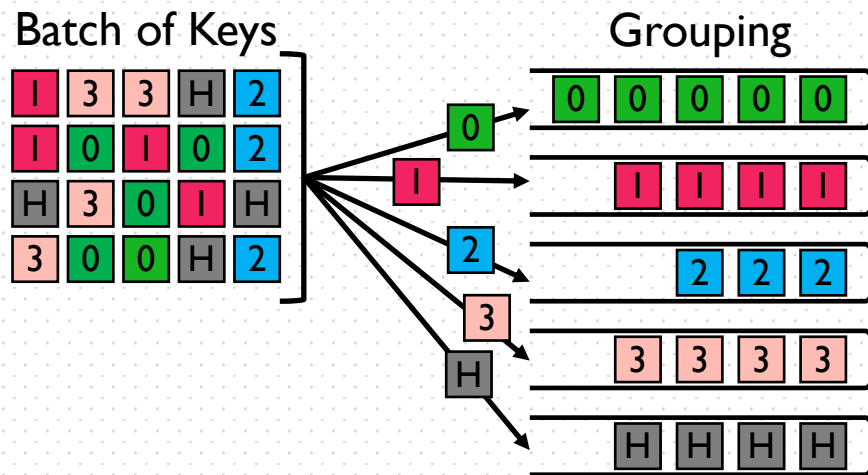 Batch of Keys
Grouping
1 3 3 H 2
1 0 1 0 2
H 3 0 1 H
3 0 0 H 2
0
1
2
3
H
0 0 0 0 0
1 1 1 1
2 2 2
3 3 3 3
H H H H